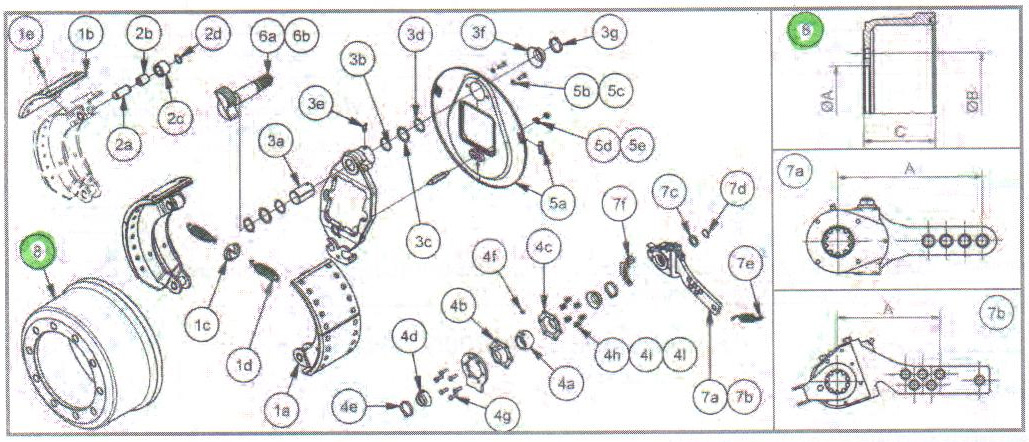 1e 1b 2b 2d 6a 6b 3d 3f 3g 8
3b
5b 5c
3e
2a 2c
3a
5d 5e
ØA ØB
C
5a
7a A
7c 7d
7f
3c
4c
8
4f
7e
1c
4b
7b
A
1d
4d
4h 4i 4l
4a
7a 7b
1a
4e
4g